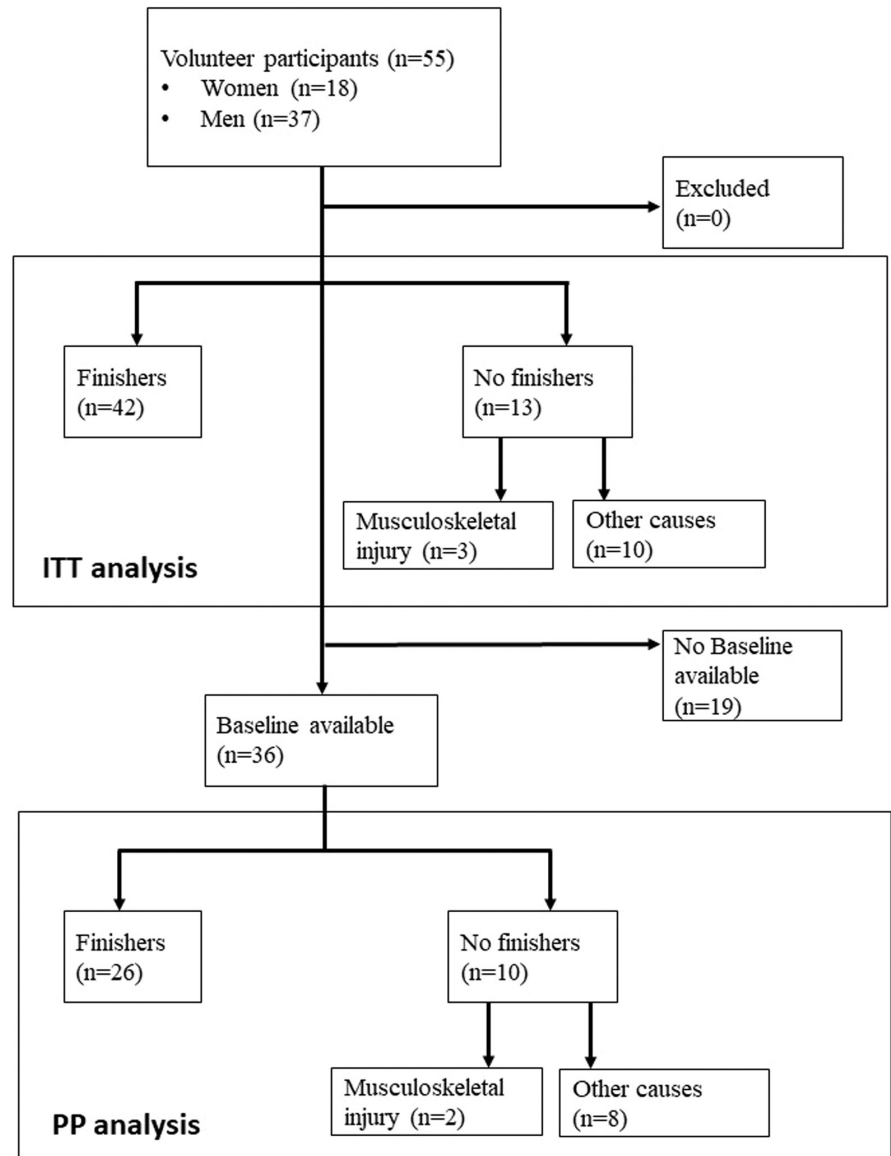 Volunteer participants (n=55)
• Women (n=18)
• Men (n=37)
Excluded
(n=0)
Finishers
(n=42)
No finishers
(n=13)
Musculoskeletal
injury (n=3)
Other causes
(n=10)
ITT analysis
No Baseline
available
(n=19)
Baseline available
(n=36)
Finishers
(n=26)
No finishers
(n=10)
Musculoskeletal
injury (n=2)
Other causes
(n=8)
PP analysis